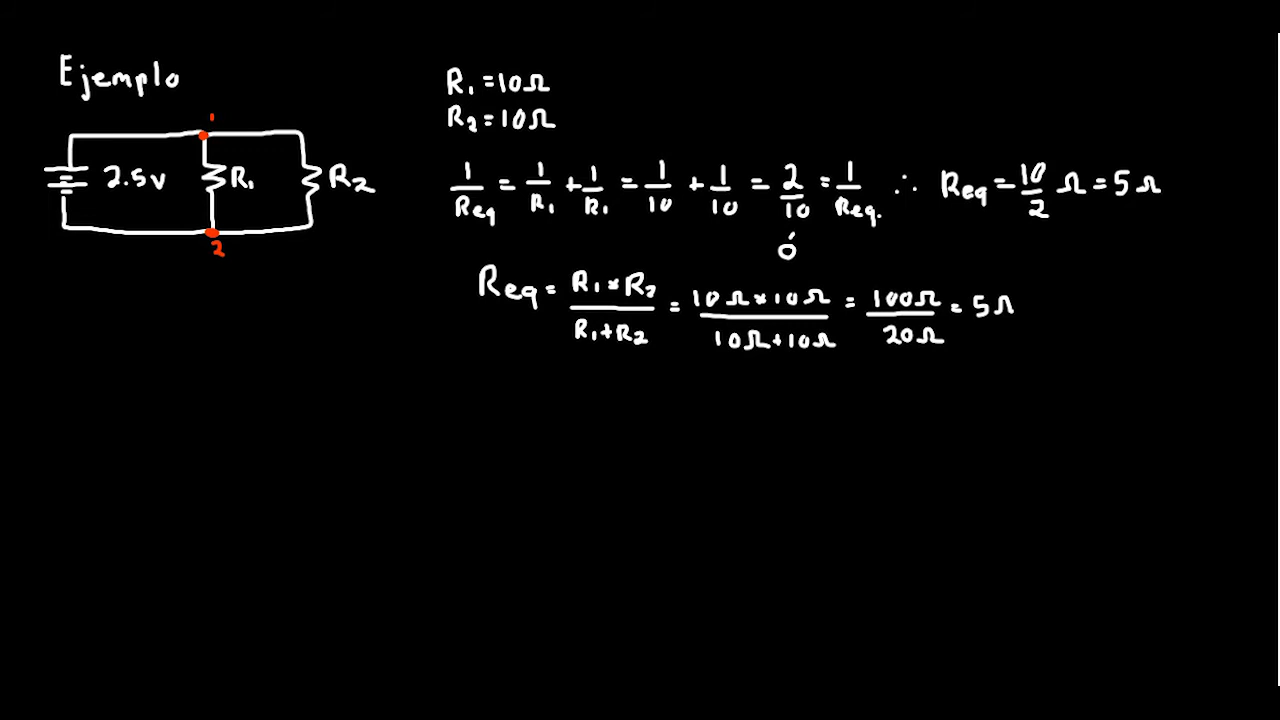 Ejemplo
1
2.5v R₁ R₂
2
R₁ = 10Ω
R₂ = 10Ω
1/Req = 1/R₁ + 1/R₁ = 1/10 + 1/10 = 2/10 = 1/Req. ∴ Req = 10/2 Ω = 5Ω
ó
Req = R₁*R₂/R₁+R₂ = 10Ω*10Ω/10Ω+10Ω = 100Ω/20Ω = 5Ω